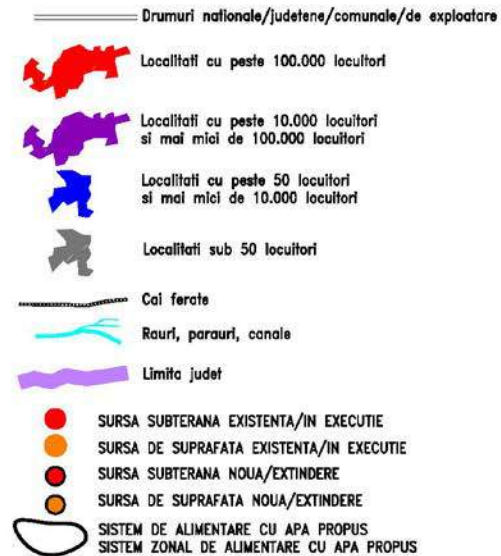 Drumuri nationale/judetene/comunale/de exploatare
Localitati cu peste 100.000 locuitori
Localitati cu peste 10.000 locuitori
si mai mici de 100.000 locuitori
Localitati cu peste 50 locuitori
si mai mici de 10.000 locuitori
Localitati sub 50 locuitori
Cai ferate
Rauri, parauri, canale
Limita judet
SURSA SUBTERANA EXISTENTA/IN EXECUTIE
SURSA DE SUPRAFATA EXISTENTA/IN EXECUTIE
SURSA SUBTERANA NOUA/EXTINDERE
SURSA DE SUPRAFATA NOUA/EXTINDERE
SISTEM DE ALIMENTARE CU APA PROPUS
SISTEM ZONAL DE ALIMENTARE CU APA PROPUS